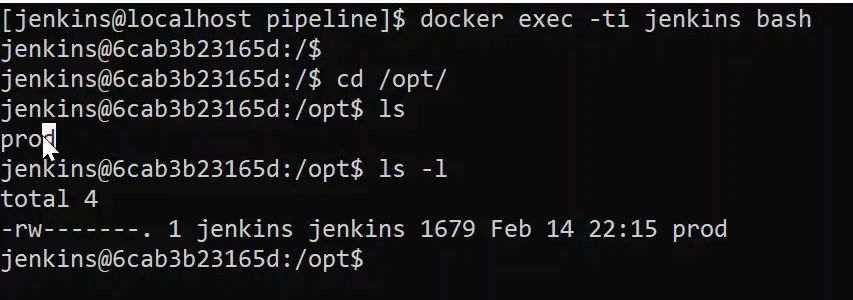 [jenkins@localhost pipeline]$ docker exec -ti jenkins bash
jenkins@6cab3b23165d:/$
jenkins@6cab3b23165d:/$ cd /opt/
jenkins@6cab3b23165d:/opt$ ls
prod
jenkins@6cab3b23165d:/opt$ ls -l
total 4
-rw-------. 1 jenkins jenkins 1679 Feb 14 22:15 prod
jenkins@6cab3b23165d:/opt$